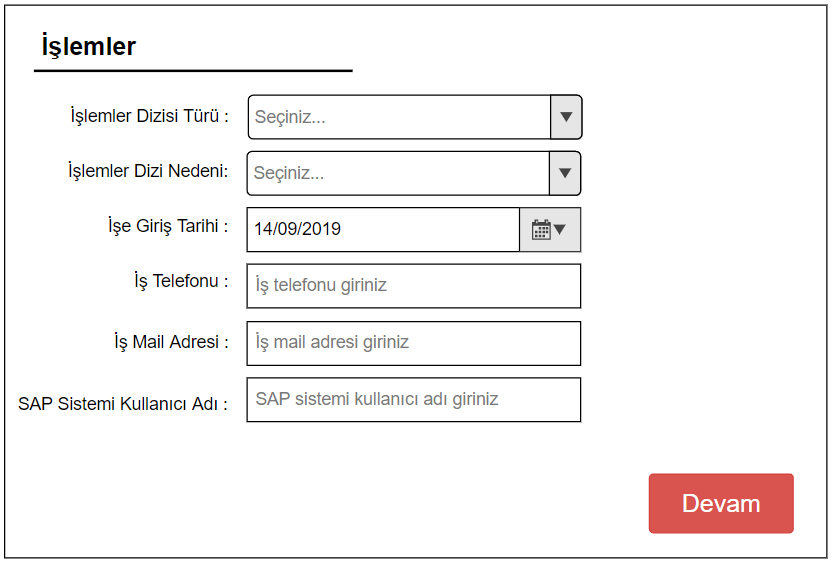 İşlemler
İşlemler Dizisi Türü : Seçiniz...
İşlemler Dizi Nedeni: Seçiniz...
İşe Giriş Tarihi : 14/09/2019
İş Telefonu : İş telefonu giriniz
İş Mail Adresi : İş mail adresi giriniz
SAP Sistemi Kullanıcı Adı : SAP sistemi kullanıcı adı giriniz
Devam